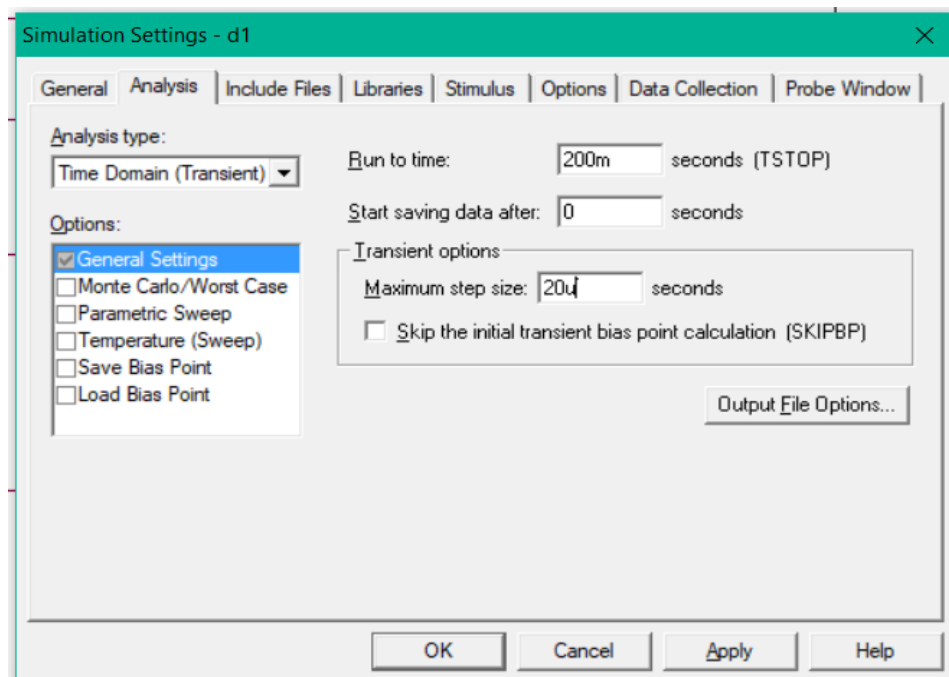 Simulation Settings - d1
General Analysis Include Files Libraries Stimulus Options Data Collection Probe Window
Analysis type:
Time Domain (Transient)
Options:
General Settings
Monte Carlo/Worst Case
Parametric Sweep
Temperature (Sweep)
Save Bias Point
Load Bias Point
Run to time: 200m seconds (TSTOP)
Start saving data after: 0 seconds
Transient options
Maximum step size: 20u seconds
Skip the initial transient bias point calculation (SKIPBP)
Output File Options...
OK Cancel Apply Help